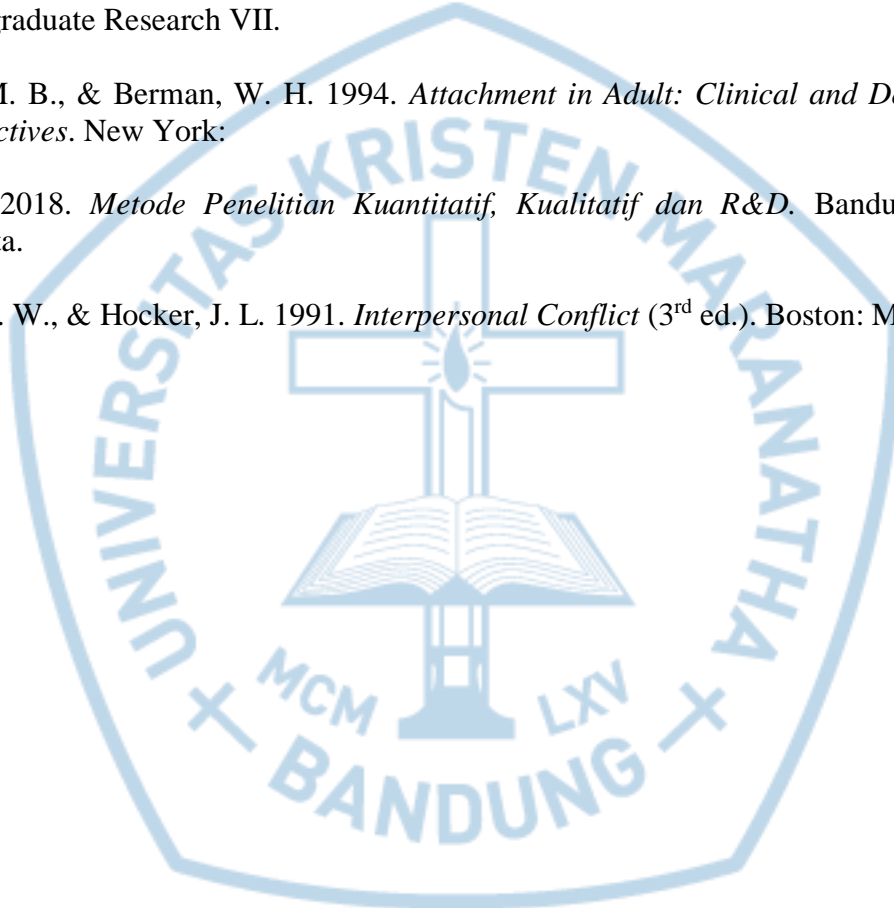 graduate Research VII.
M. B., & Berman, W. H. 1994. Attachment in Adult: Clinical and D
ctives. New York:
2018. Metode Penelitian Kuantitatif, Kualitatif dan R&D. Bandu
ta.
. W., & Hocker, J. L. 1991. Interpersonal Conflict (3rd ed.). Boston: M
UNIVERSITAS KRISTEN MARANATHA
MCM LXV
BANDUNG